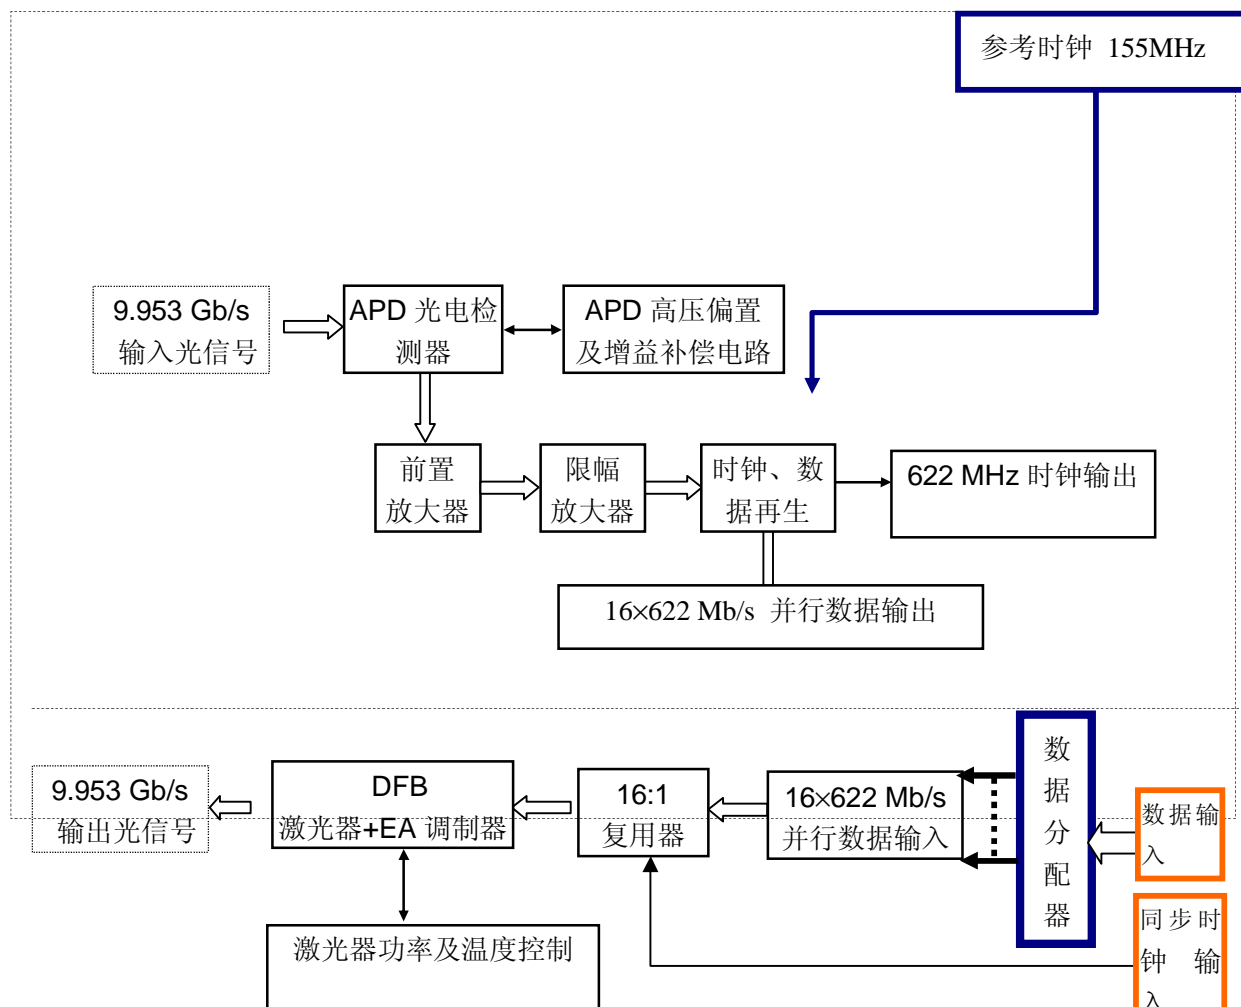 参考时钟 155MHz
9.953 Gb/s
输入光信号
APD 光电检
测器
APD 高压偏置
及增益补偿电路
前置
放大器
限幅
放大器
时钟、数
据再生
622 MHz 时钟输出
16×622 Mb/s 并行数据输出
9.953 Gb/s
输出光信号
DFB
激光器+EA 调制器
16:1
复用器
16×622 Mb/s
并行数据输入
数
据
分
配
器
数据输
入
激光器功率及温度控制
同步时
钟 输
入